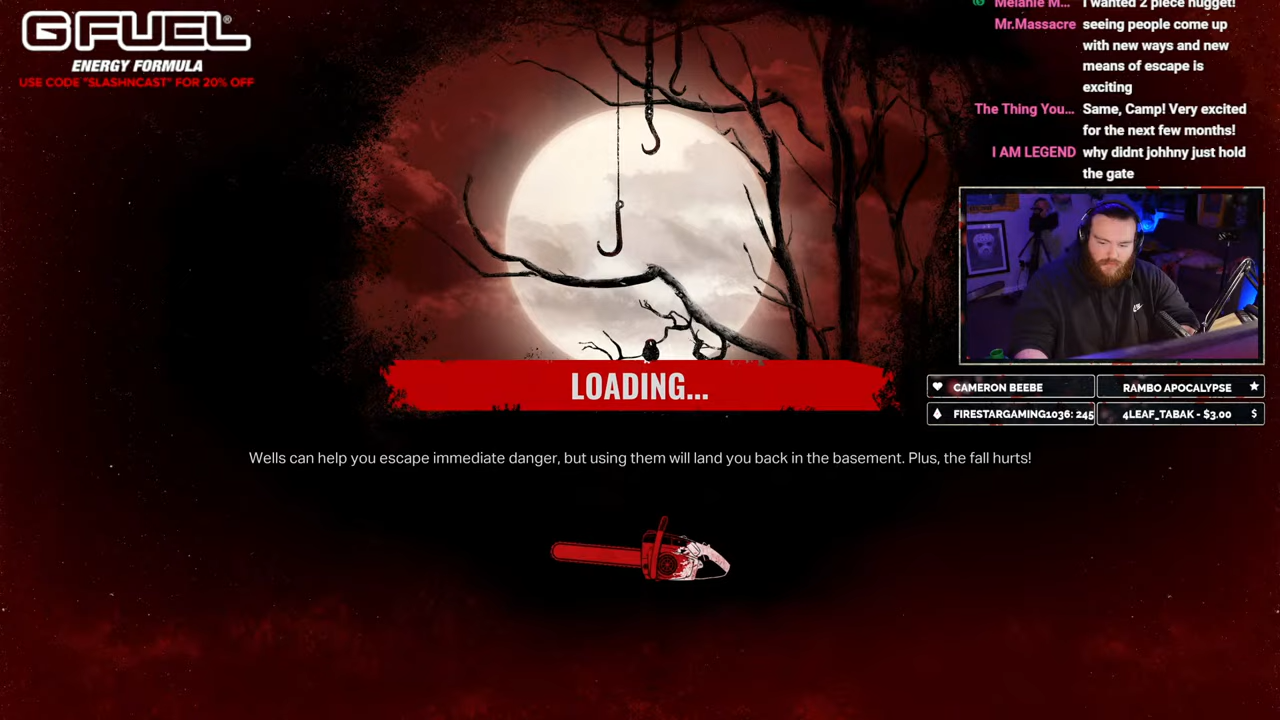 GFUEL®
ENERGY FORMULA
USE CODE "SLASHNCAST" FOR 20% OFF
Melanie M... I wanted 2 piece nugget!
Mr.Massacre seeing people come up
with new ways and new
means of escape is
exciting
The Thing You... Same, Camp! Very excited
for the next few months!
I AM LEGEND why didnt johhny just hold
the gate
CAMERON BEEBE
RAMBO APOCALYPSE
FIRESTARGAMING1036: 245
4LEAF_TABAK - $3.00 $
LOADING...
Wells can help you escape immediate danger, but using them will land you back in the basement. Plus, the fall hurts!